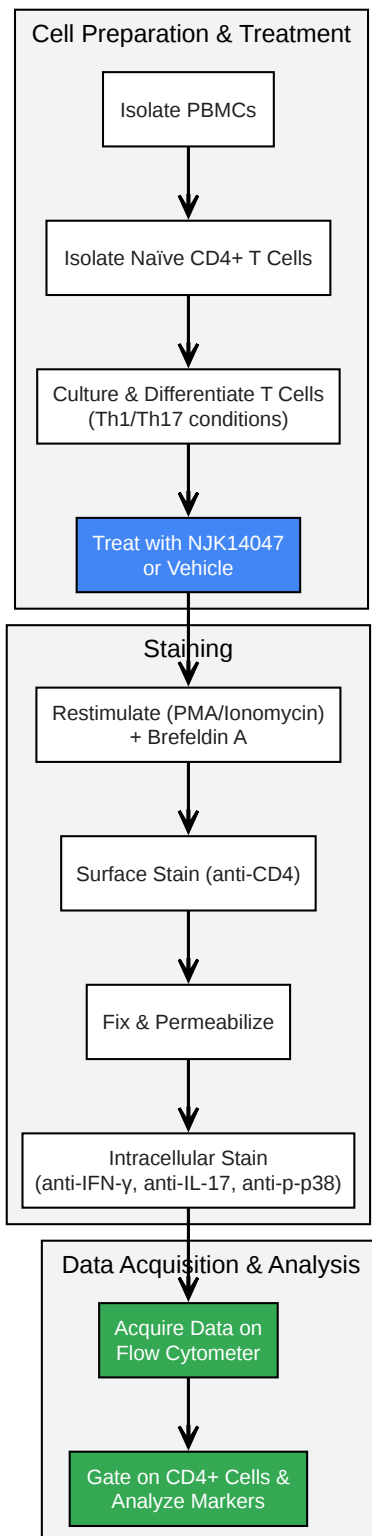 Cell Preparation & Treatment
Isolate PBMCs
Isolate Naïve CD4+ T Cells
Culture & Differentiate T Cells
(Th1/Th17 conditions)
Treat with NJK14047
or Vehicle
Staining
Restimulate (PMA/Ionomycin)
+ Brefeldin A
Surface Stain (anti-CD4)
Fix & Permeabilize
Intracellular Stain
(anti-IFN-γ, anti-IL-17, anti-p-p38)
Data Acquisition & Analysis
Acquire Data on
Flow Cytometer
Gate on CD4+ Cells &
Analyze Markers